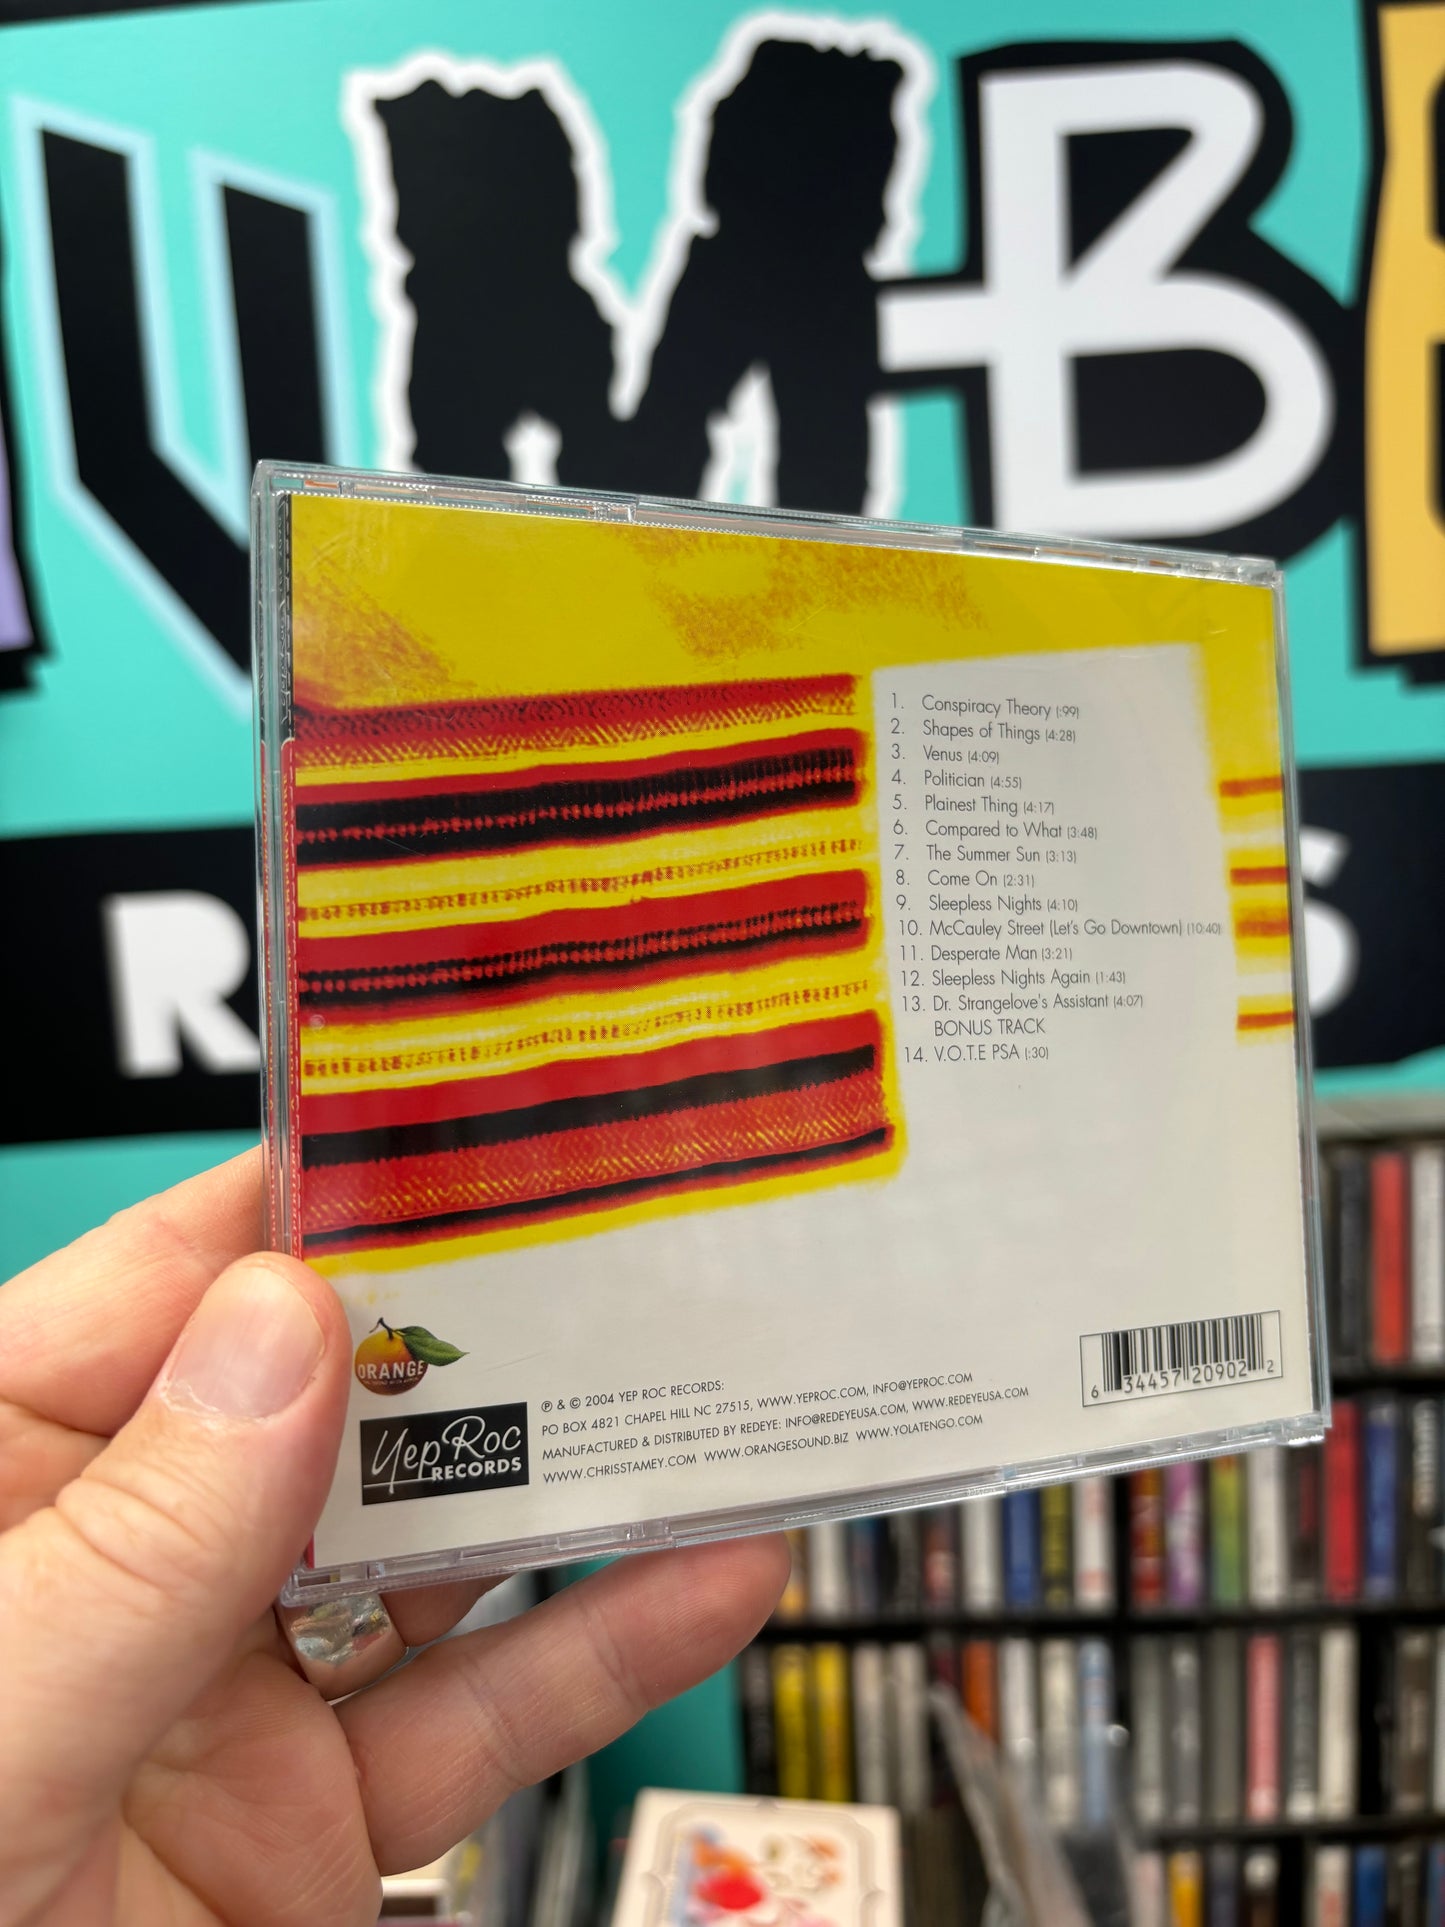 UMB
R
S
1. Conspiracy Theory (:99)
2. Shapes of Things (4:28)
3. Venus (4:09)
4. Politician (4:55)
5. Plainest Thing (4:17)
6. Compared to What (3:48)
7. The Summer Sun (3:13)
8. Come On (2:31)
9. Sleepless Nights (4:10)
10. McCauley Street (Let's Go Downtown) (10:40)
11. Desperate Man (3:21)
12. Sleepless Nights Again (1:43)
13. Dr. Strangelove's Assistant (4:07)
BONUS TRACK
14. V.O.T.E PSA (:30)
ORANGE
Yep Roc
RECORDS
℗ & © 2004 YEP ROC RECORDS:
PO BOX 4821 CHAPEL HILL NC 27515, WWW.YEPROC.COM, INFO@YEPROC.COM
MANUFACTURED & DISTRIBUTED BY REDEYE: INFO@REDEYEUSA.COM, WWW.REDEYEUSA.COM
WWW.CHRISSTAMEY.COM WWW.ORANGESOUND.BIZ WWW.YOLATENGO.COM
6 34457 20902 2